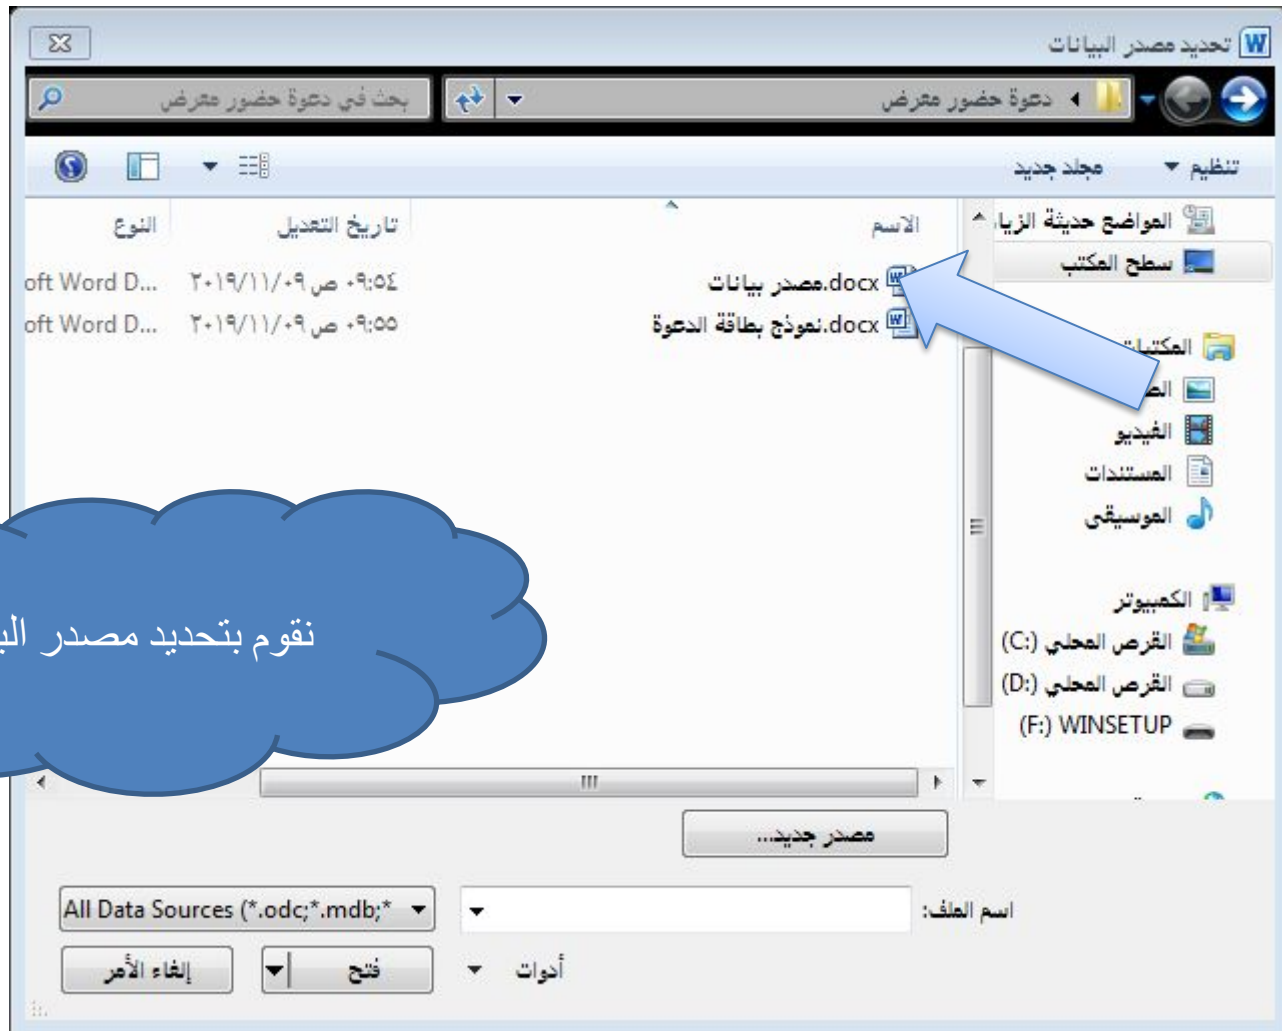 تحديد مصدر البيانات
دعوة حضور معرض
بحث في دعوة حضور معرض
تنظيم
مجلد جديد
المواضع حديثة الزيا
سطح المكتب
المكتبات
الفيديو
المستندات
الموسيقى
الكمبيوتر
القرص المحلي (C:)
القرص المحلي (D:)
WINSETUP (F:)
الاسم تاريخ التعديل النوع
مصدر بيانات.docx ٠٩:٥٤ ص ٢٠١٩/١١/٠٩ oft Word D...
نموذج بطاقة الدعوة.docx ٠٩:٥٥ ص ٢٠١٩/١١/٠٩ oft Word D...
نقوم بتحديد مصدر
مصدر جديد...
اسم الملف:
All Data Sources (*.odc;*.mdb;*
أدوات
فتح
إلغاء الأمر